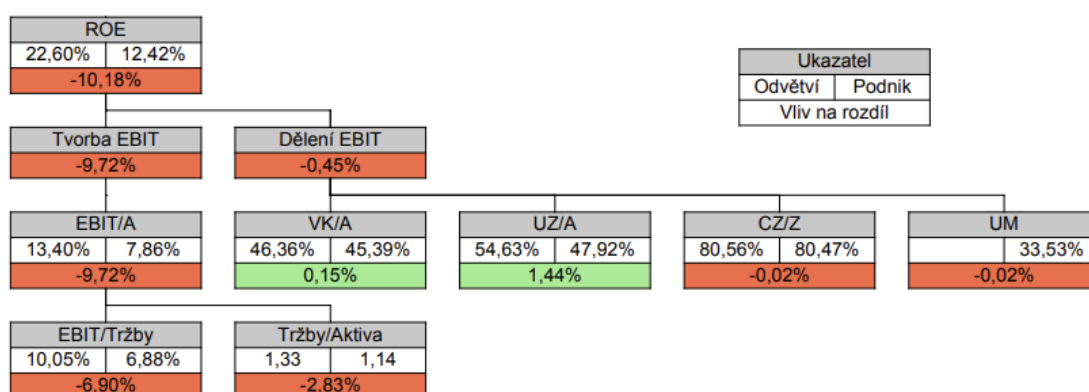 ROE
22,60% 12,42%
-10,18%
Ukazatel
Odvětví Podnik
Vliv na rozdíl
Tvorba EBIT
-9,72%
Dělení EBIT
-0,45%
EBIT/A
13,40% 7,86%
-9,72%
VK/A
46,36% 45,39%
0,15%
UZ/A
54,63% 47,92%
1,44%
CZ/Z
80,56% 80,47%
-0,02%
UM
33,53%
-0,02%
EBIT/Tržby
10,05% 6,88%
-6,90%
Tržby/Aktiva
1,33 1,14
-2,83%